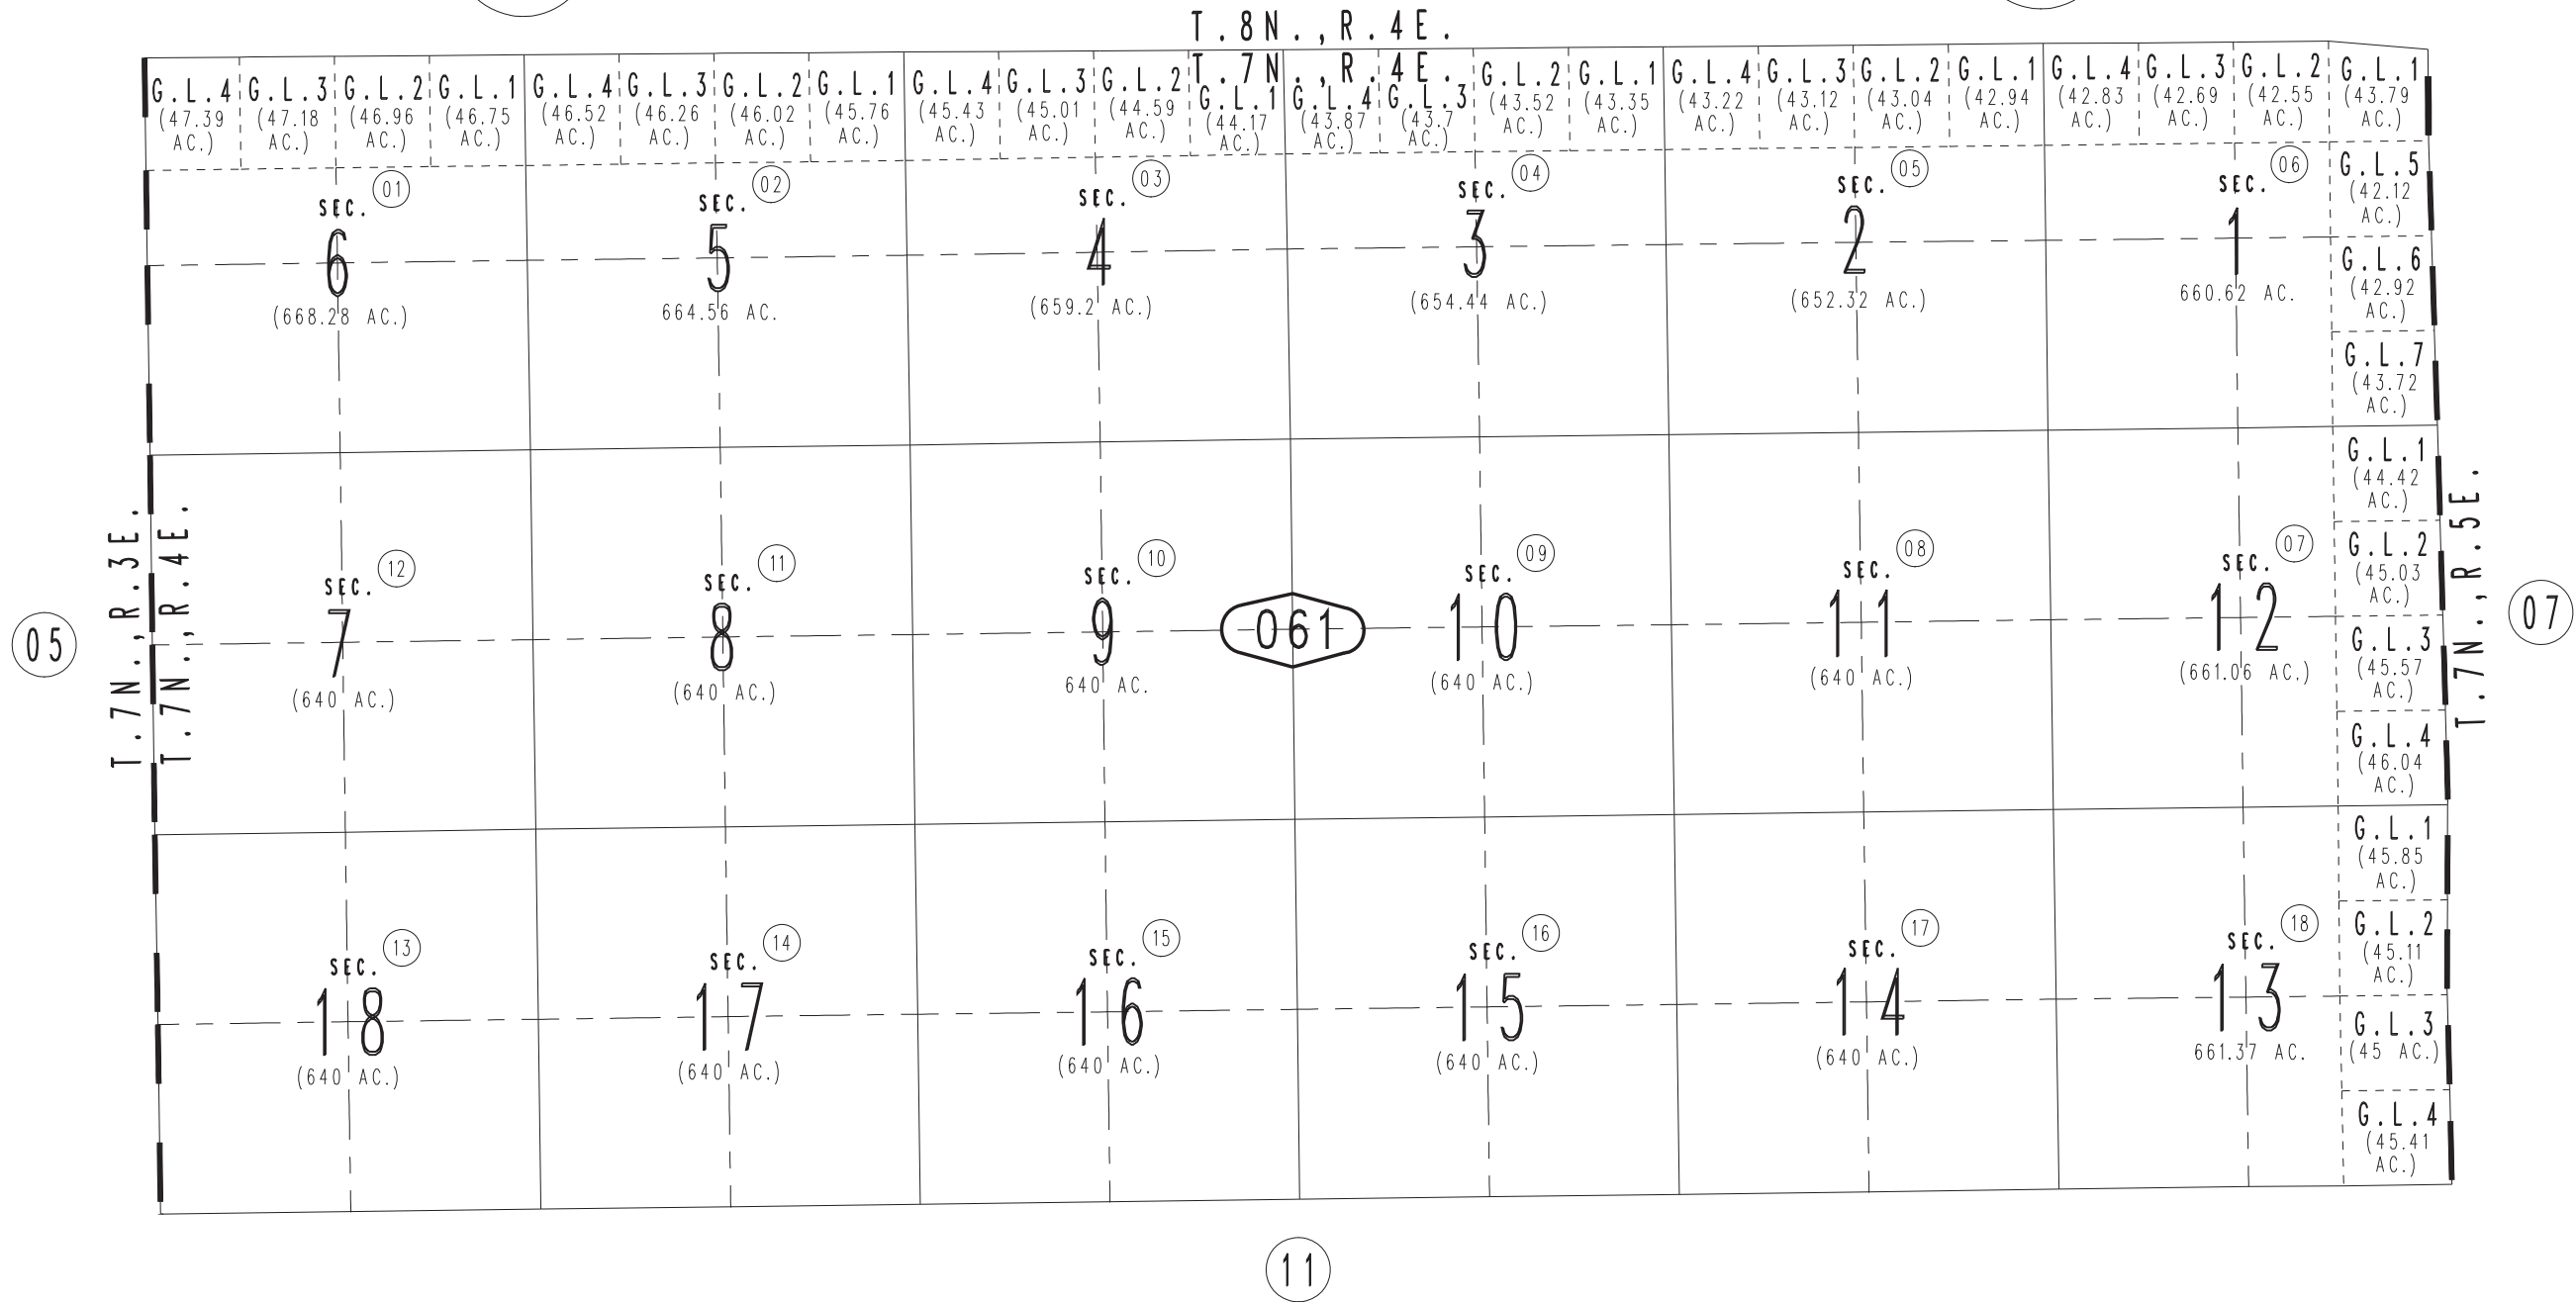 T.8N.,R.4E.
T.7N.,R.4E.
G.L.4 G.L.3 G.L.2 G.L.1 G.L.4 G.L.3 G.L.2 G.L.1 G.L.4 G.L.3 G.L.2 G.L.1 G.L.4 G.L.3 G.L.2 G.L.1 G.L.4 G.L.3 G.L.2 G.L.1 G.L.4 G.L.3 G.L.2 G.L.1
(47.39 (47.18 (46.96 (46.75 (46.52 (46.26 (46.02 (45.76 (45.43 (45.01 (44.59 (44.17 (43.87 (43.7 (43.52 (43.35 (43.22 (43.12 (43.04 (42.94 (42.83 (42.69 (42.55 (43.79
AC.) AC.) AC.) AC.) AC.) AC.) AC.) AC.) AC.) AC.) AC.) AC.) AC.) AC.) AC.) AC.) AC.) AC.) AC.) AC.) AC.) AC.) AC.) AC.)
01 02 03 04 05 06
SEC. SEC. SEC. SEC. SEC. SEC.
6 5 4 3 2 1
(668.28 AC.) 664.56 AC. (659.2 AC.) (654.44 AC.) (652.32 AC.) 660.62 AC.
G.L.5
(42.12
AC.)
G.L.6
(42.92
AC.)
G.L.7
(43.72
AC.)
05
T.7N.,R.3E.
T.7N.,R.4E.
12 11 10 09 08 07
SEC. SEC. SEC. SEC. SEC. SEC.
7 8 9 061 10 11 12
(640 AC.) (640 AC.) 640 AC. (640 AC.) (640 AC.) (661.06 AC.)
G.L.1
(44.42
AC.)
G.L.2
(45.03
AC.)
G.L.3
(45.57
AC.)
G.L.4
(46.04
AC.)
T.7N.,R.5E.
07
13 14 15 16 17 18
SEC. SEC. SEC. SEC. SEC. SEC.
18 17 16 15 14 13
(640 AC.) (640 AC.) (640 AC.) (640 AC.) (640 AC.) 661.37 AC.
G.L.1
(45.85
AC.)
G.L.2
(45.11
AC.)
G.L.3
(45 AC.)
G.L.4
(45.41
AC.)
11